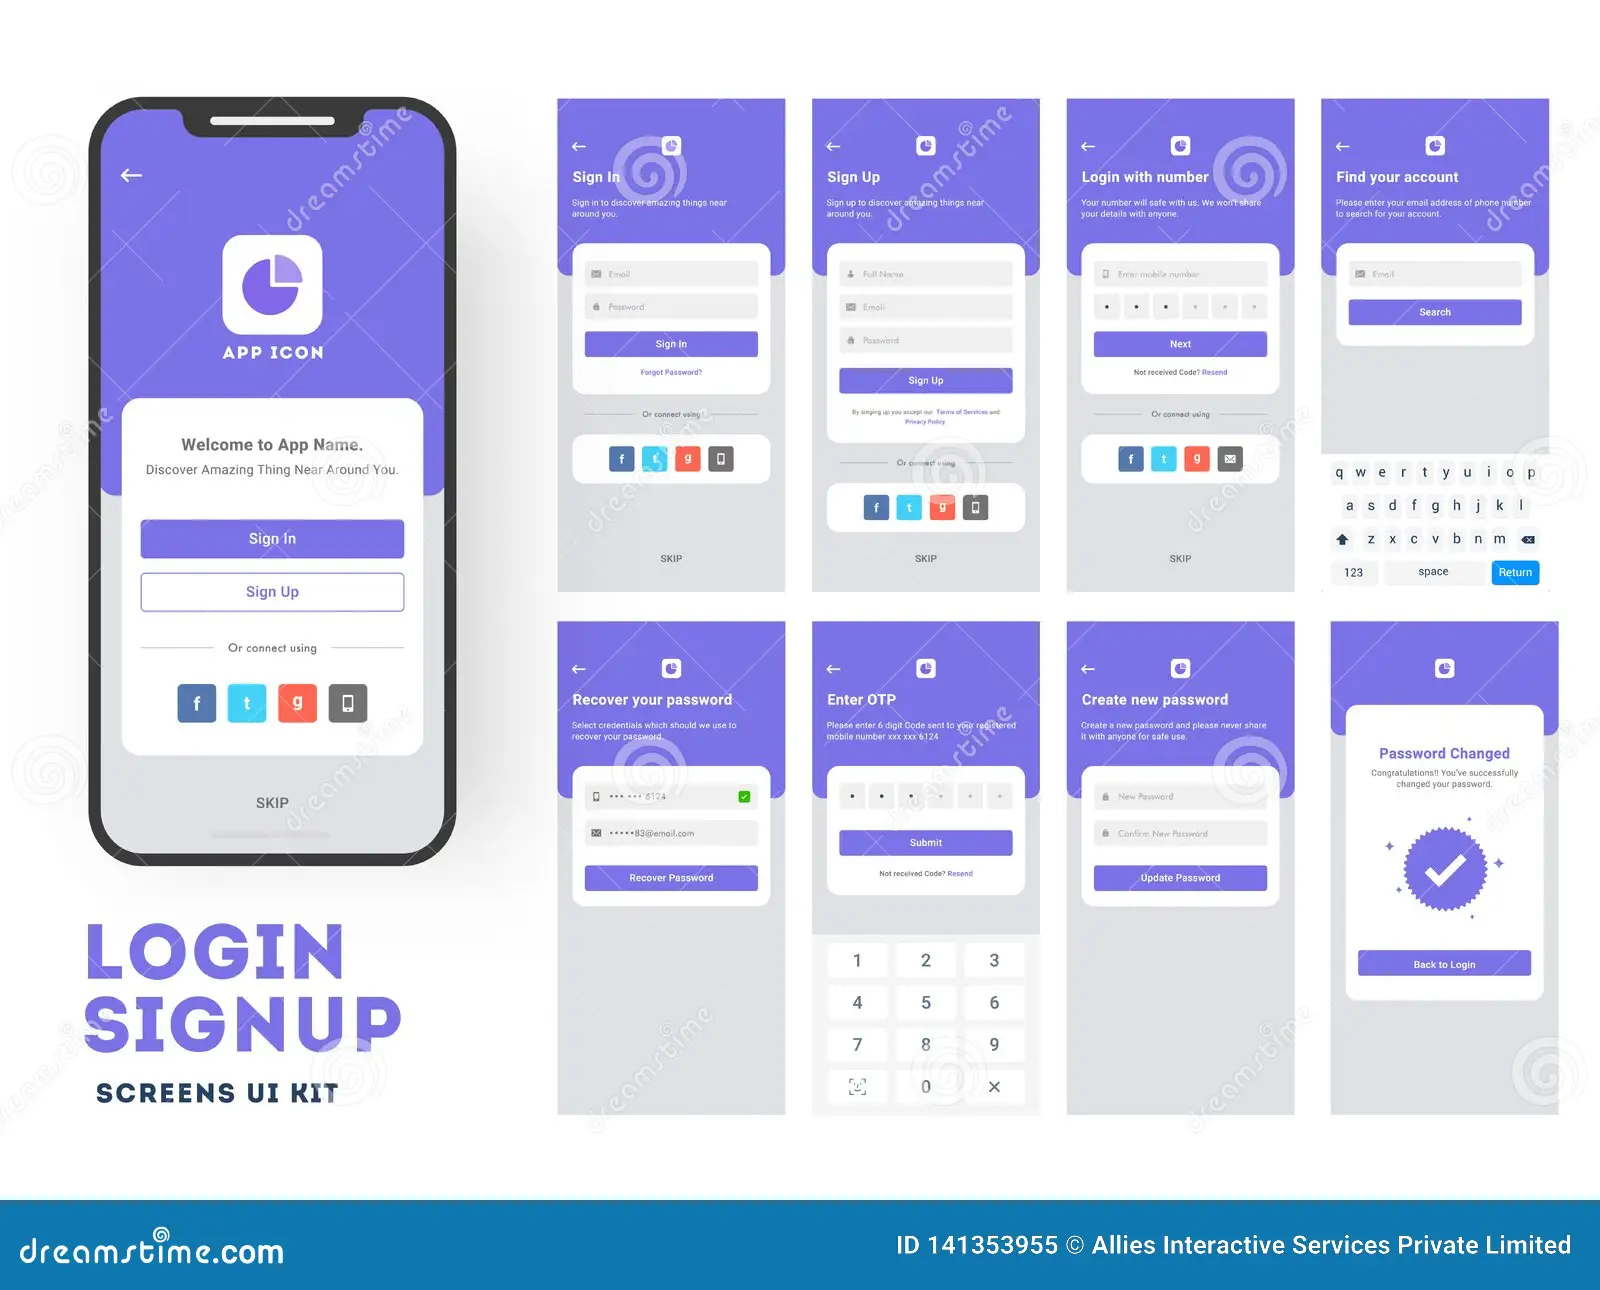 APP ICON
Welcome to App Name.
Discover Amazing Thing Near Around You.
Sign In
Sign Up
Or connect using
f t g
SKIP
LOGIN
SIGNUP
SCREENS UI KIT
Sign In
Sign in to discover amazing things near
around you.
Email
Password
Sign In
Forgot Password?
Or connect using
f t g
SKIP
Sign Up
Sign up to discover amazing things near
around you.
Full Name
Email
Password
Sign Up
By singing up you accept our Terms of Services and
Privacy Policy.
Or connect using
f t g
SKIP
Login with number
Your number will safe with us. We won't share
your details with anyone.
Enter mobile number
Next
Not received Code? Resend
Or connect using
f t g
SKIP
Find your account
Please enter your email address of phone number
to search for your account.
Email
Search
q w e r t y u i o p
a s d f g h j k l
z x c v b n m
123 space Return
Recover your password
Select credentials which should we use to
recover your password.
••• ••• 6124
•••••83@email.com
Recover Password
Enter OTP
Please enter 6 digit Code sent to your registered
mobile number xxx xxx 6124
Submit
Not received Code? Resend
1 2 3
4 5 6
7 8 9
0 ×
Create new password
Create a new password and please never share
it with anyone for safe use.
New Password
Confirm New Password
Update Password
Password Changed
Congratulations!! You've successfully
changed your password.
Back to Login
dreamstime
dreamstime.com
ID 141353955 © Allies Interactive Services Private Limited